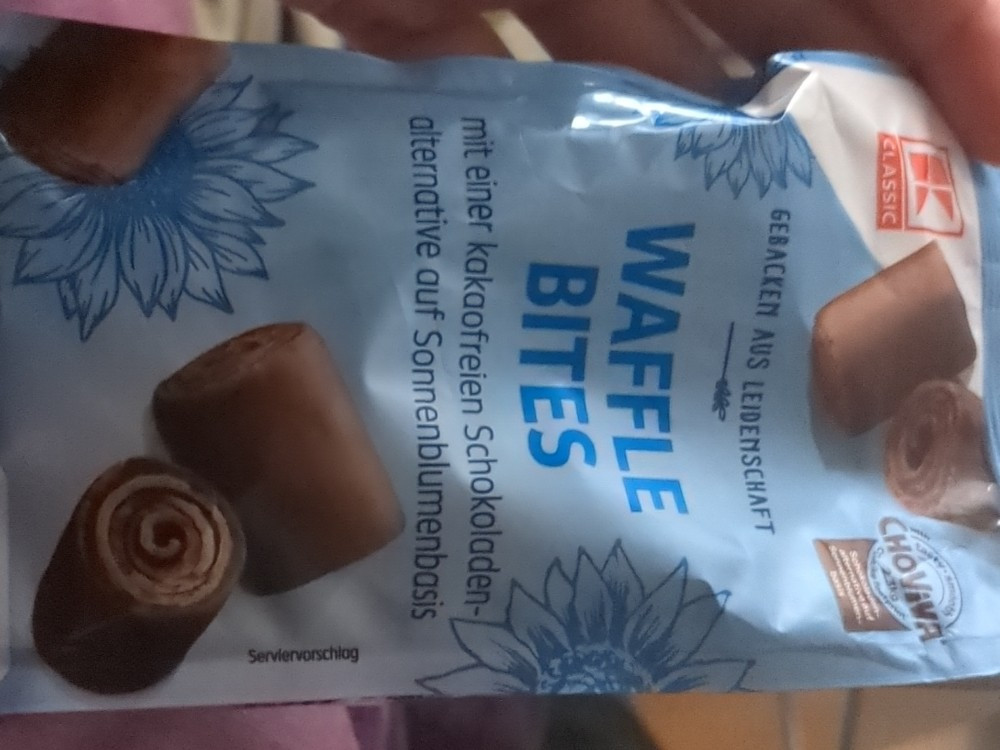 K
CLASSIC
GEBACKEN AUS LEIDENSCHAFT
WAFFLE
BITES
mit einer kakaofreien Schokoladen-
alternative auf Sonnenblumenbasis
CHOVIVA
Serviervorschlag